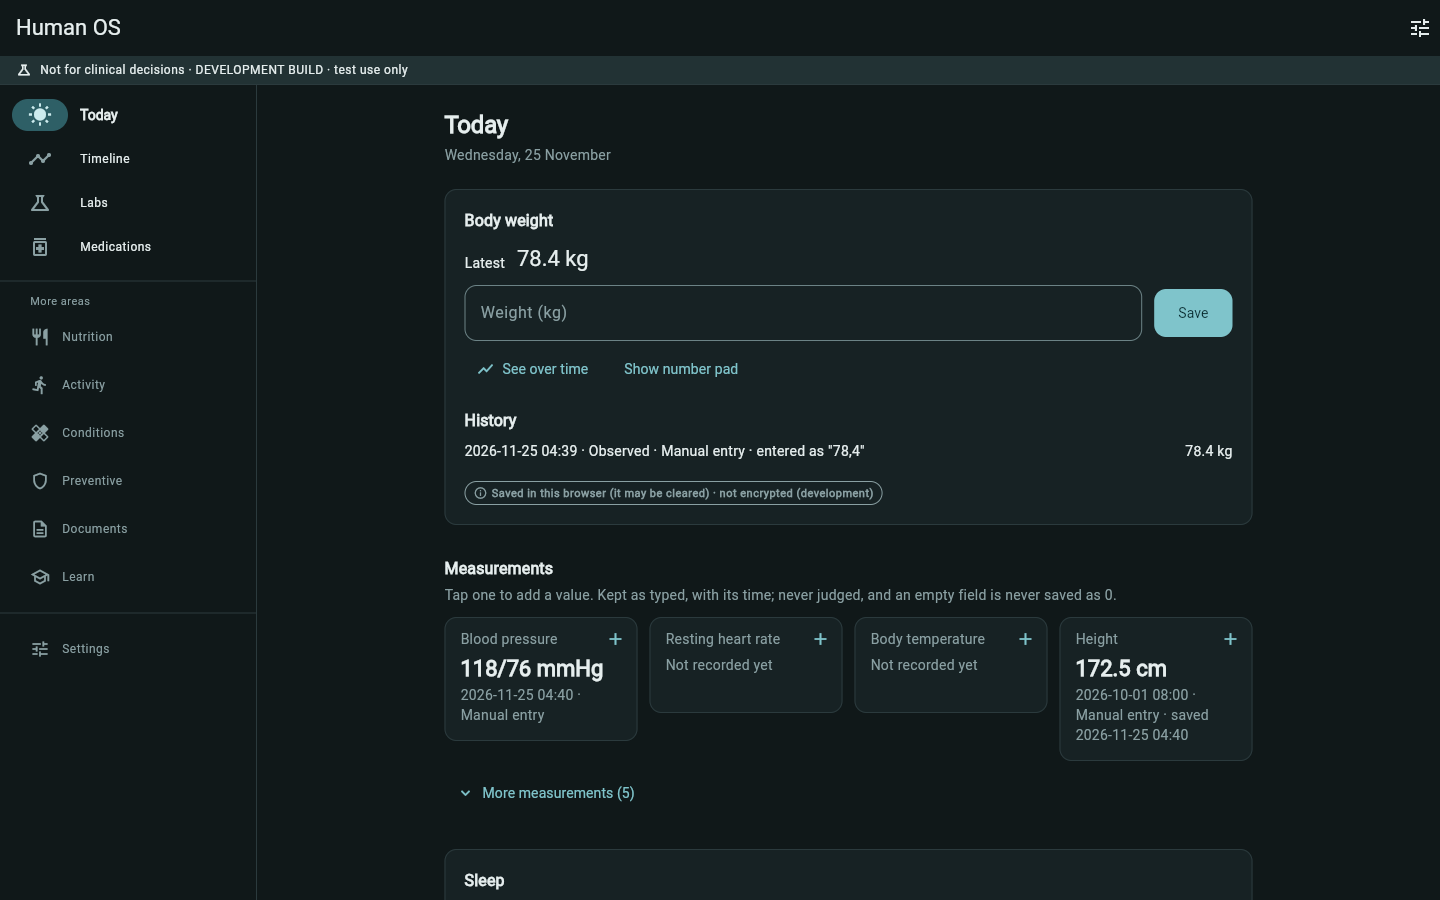 Human OS
Not for clinical decisions · DEVELOPMENT BUILD · test use only
Today
Timeline
Labs
Medications
More areas
Nutrition
Activity
Conditions
Preventive
Documents
Learn
Settings
Today
Wednesday, 25 November
Body weight
Latest 78.4 kg
Weight (kg)
Save
See over time
Show number pad
History
2026-11-25 04:39 · Observed · Manual entry · entered as "78,4"
78.4 kg
Saved in this browser (it may be cleared) · not encrypted (development)
Measurements
Tap one to add a value. Kept as typed, with its time; never judged, and an empty field is never saved as 0.
Blood pressure
118/76 mmHg
2026-11-25 04:40 ·
Manual entry
Resting heart rate
Not recorded yet
Body temperature
Not recorded yet
Height
172.5 cm
2026-10-01 08:00 ·
Manual entry · saved
2026-11-25 04:40
More measurements (5)
Sleep